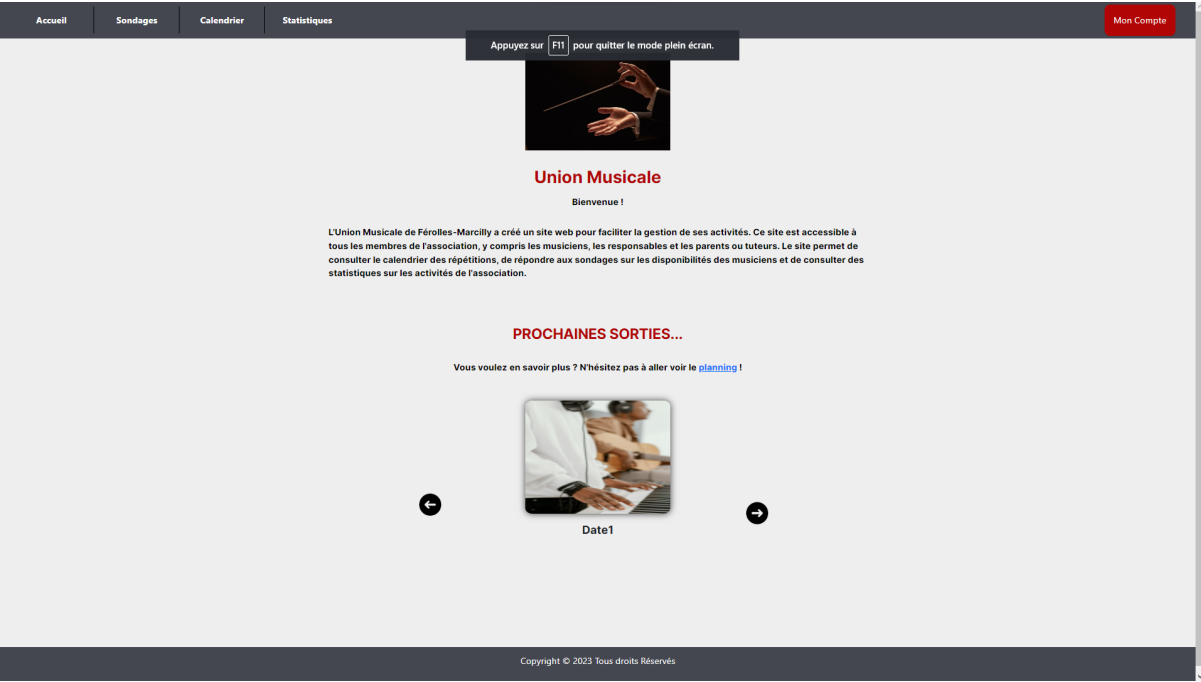 Accueil
Sondages
Calendrier
Statistiques
Mon Compte
Appuyez sur F11 pour quitter le mode plein écran.
Union Musicale
Bienvenue !
L'Union Musicale de Férolles-Marcilly a créé un site web pour faciliter la gestion de ses activités. Ce site est accessible à
tous les membres de l'association, y compris les musiciens, les responsables et les parents ou tuteurs. Le site permet de
consulter le calendrier des répétitions, de répondre aux sondages sur les disponibilités des musiciens et de consulter des
statistiques sur les activités de l'association.
PROCHAINES SORTIES...
Vous voulez en savoir plus ? N'hésitez pas à aller voir le planning !
Date1
Copyright © 2023 Tous droits Réservés